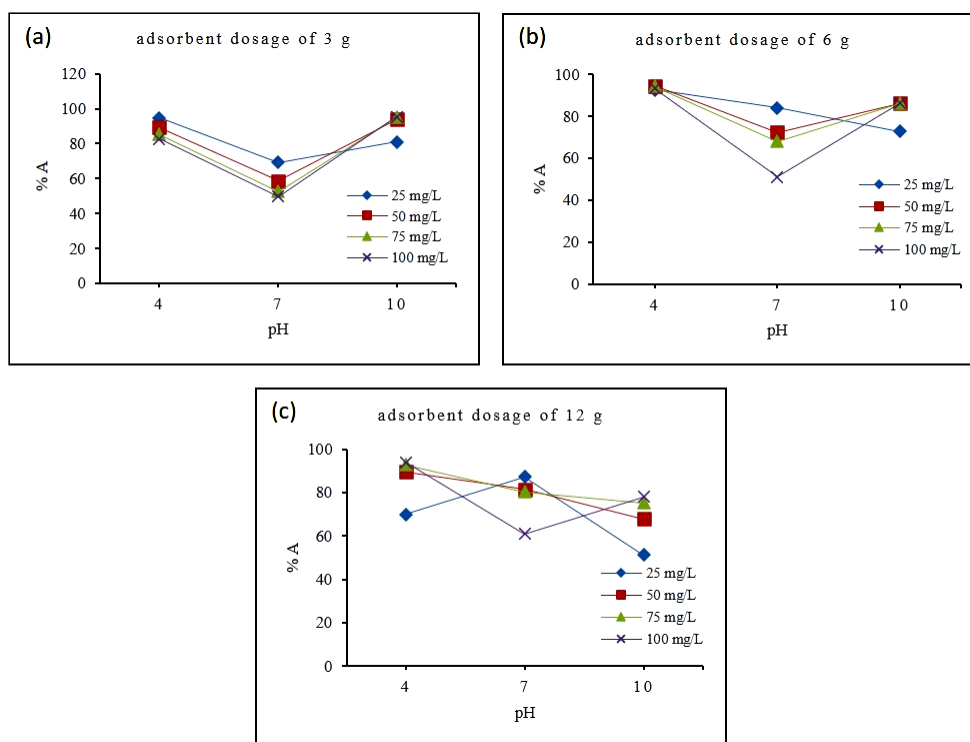 (a)
adsorbent dosage of 3 g
120
100
80
60
40
20
0
% A
4 7 10
pH
25 mg/L
50 mg/L
75 mg/L
100 mg/L
(b)
adsorbent dosage of 6 g
100
80
60
40
20
0
% A
4 7 10
pH
25 mg/L
50 mg/L
75 mg/L
100 mg/L
(c)
adsorbent dosage of 12 g
100
80
60
40
20
0
% A
4 7 10
pH
25 mg/L
50 mg/L
75 mg/L
100 mg/L